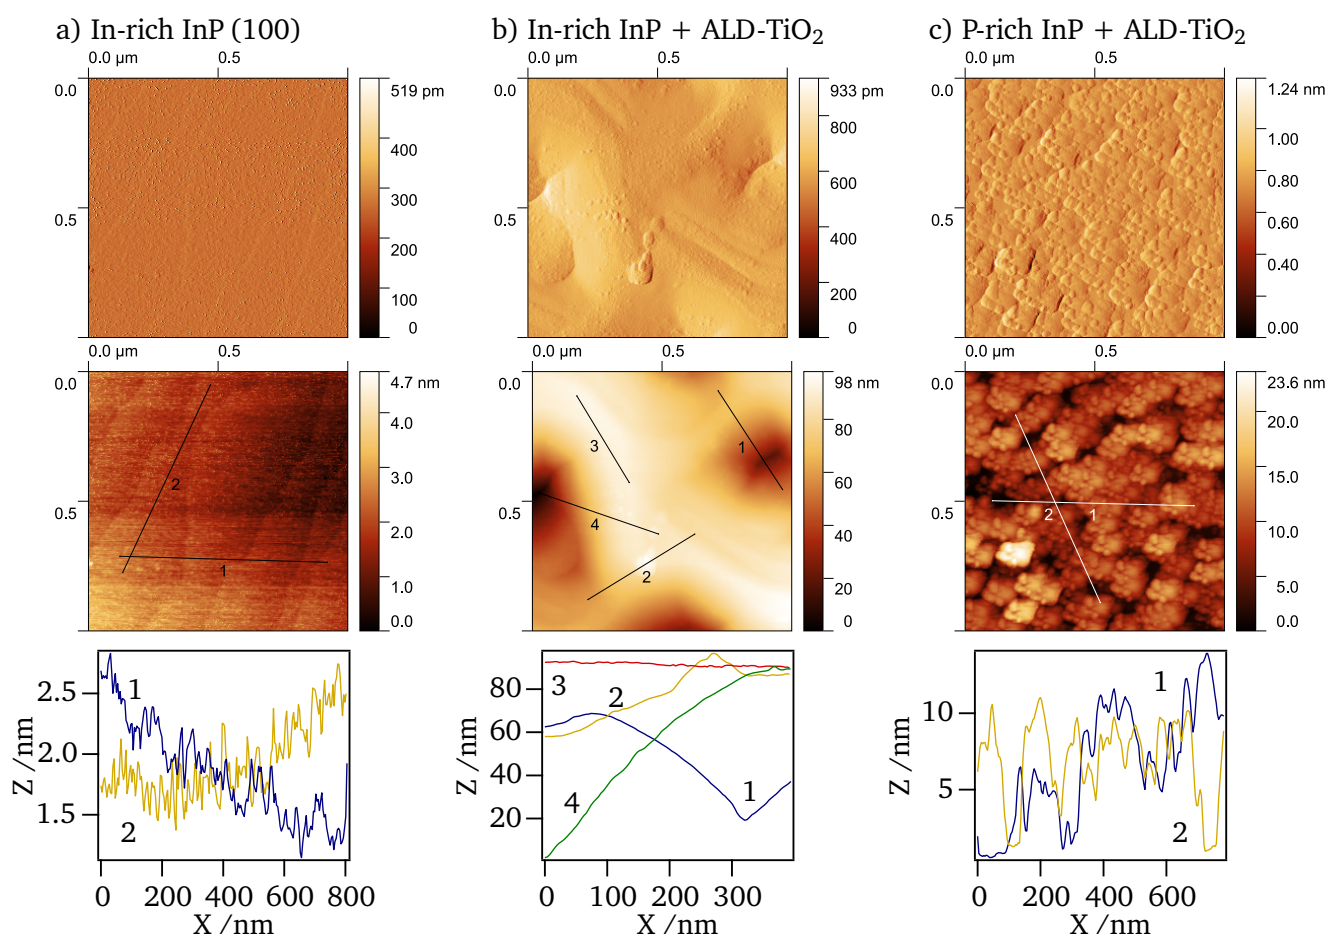 a) In-rich InP (100)
0.0 µm 0.5
0.0
0.5
519 pm
400
300
200
100
0
0.0 µm 0.5
0.0
0.5
4.7 nm
4.0
3.0
2.0
1.0
0.0
2
1
Z /nm
2.5
2.0
1.5
1
2
0 200 400 600 800
X /nm
b) In-rich InP + ALD-TiO₂
0.0 µm 0.5
0.0
0.5
933 pm
800
600
400
200
0
0.0 µm 0.5
0.0
0.5
98 nm
80
60
40
20
0
1
3
4
2
Z /nm
80
60
40
20
3
2
4
1
0 100 200 300
X /nm
c) P-rich InP + ALD-TiO₂
0.0 µm 0.5
0.0
0.5
1.24 nm
1.00
0.80
0.60
0.40
0.20
0.00
0.0 µm 0.5
0.0
0.5
23.6 nm
20.0
15.0
10.0
5.0
0.0
2 1
Z /nm
10
5
1
2
0 200 400 600
X /nm